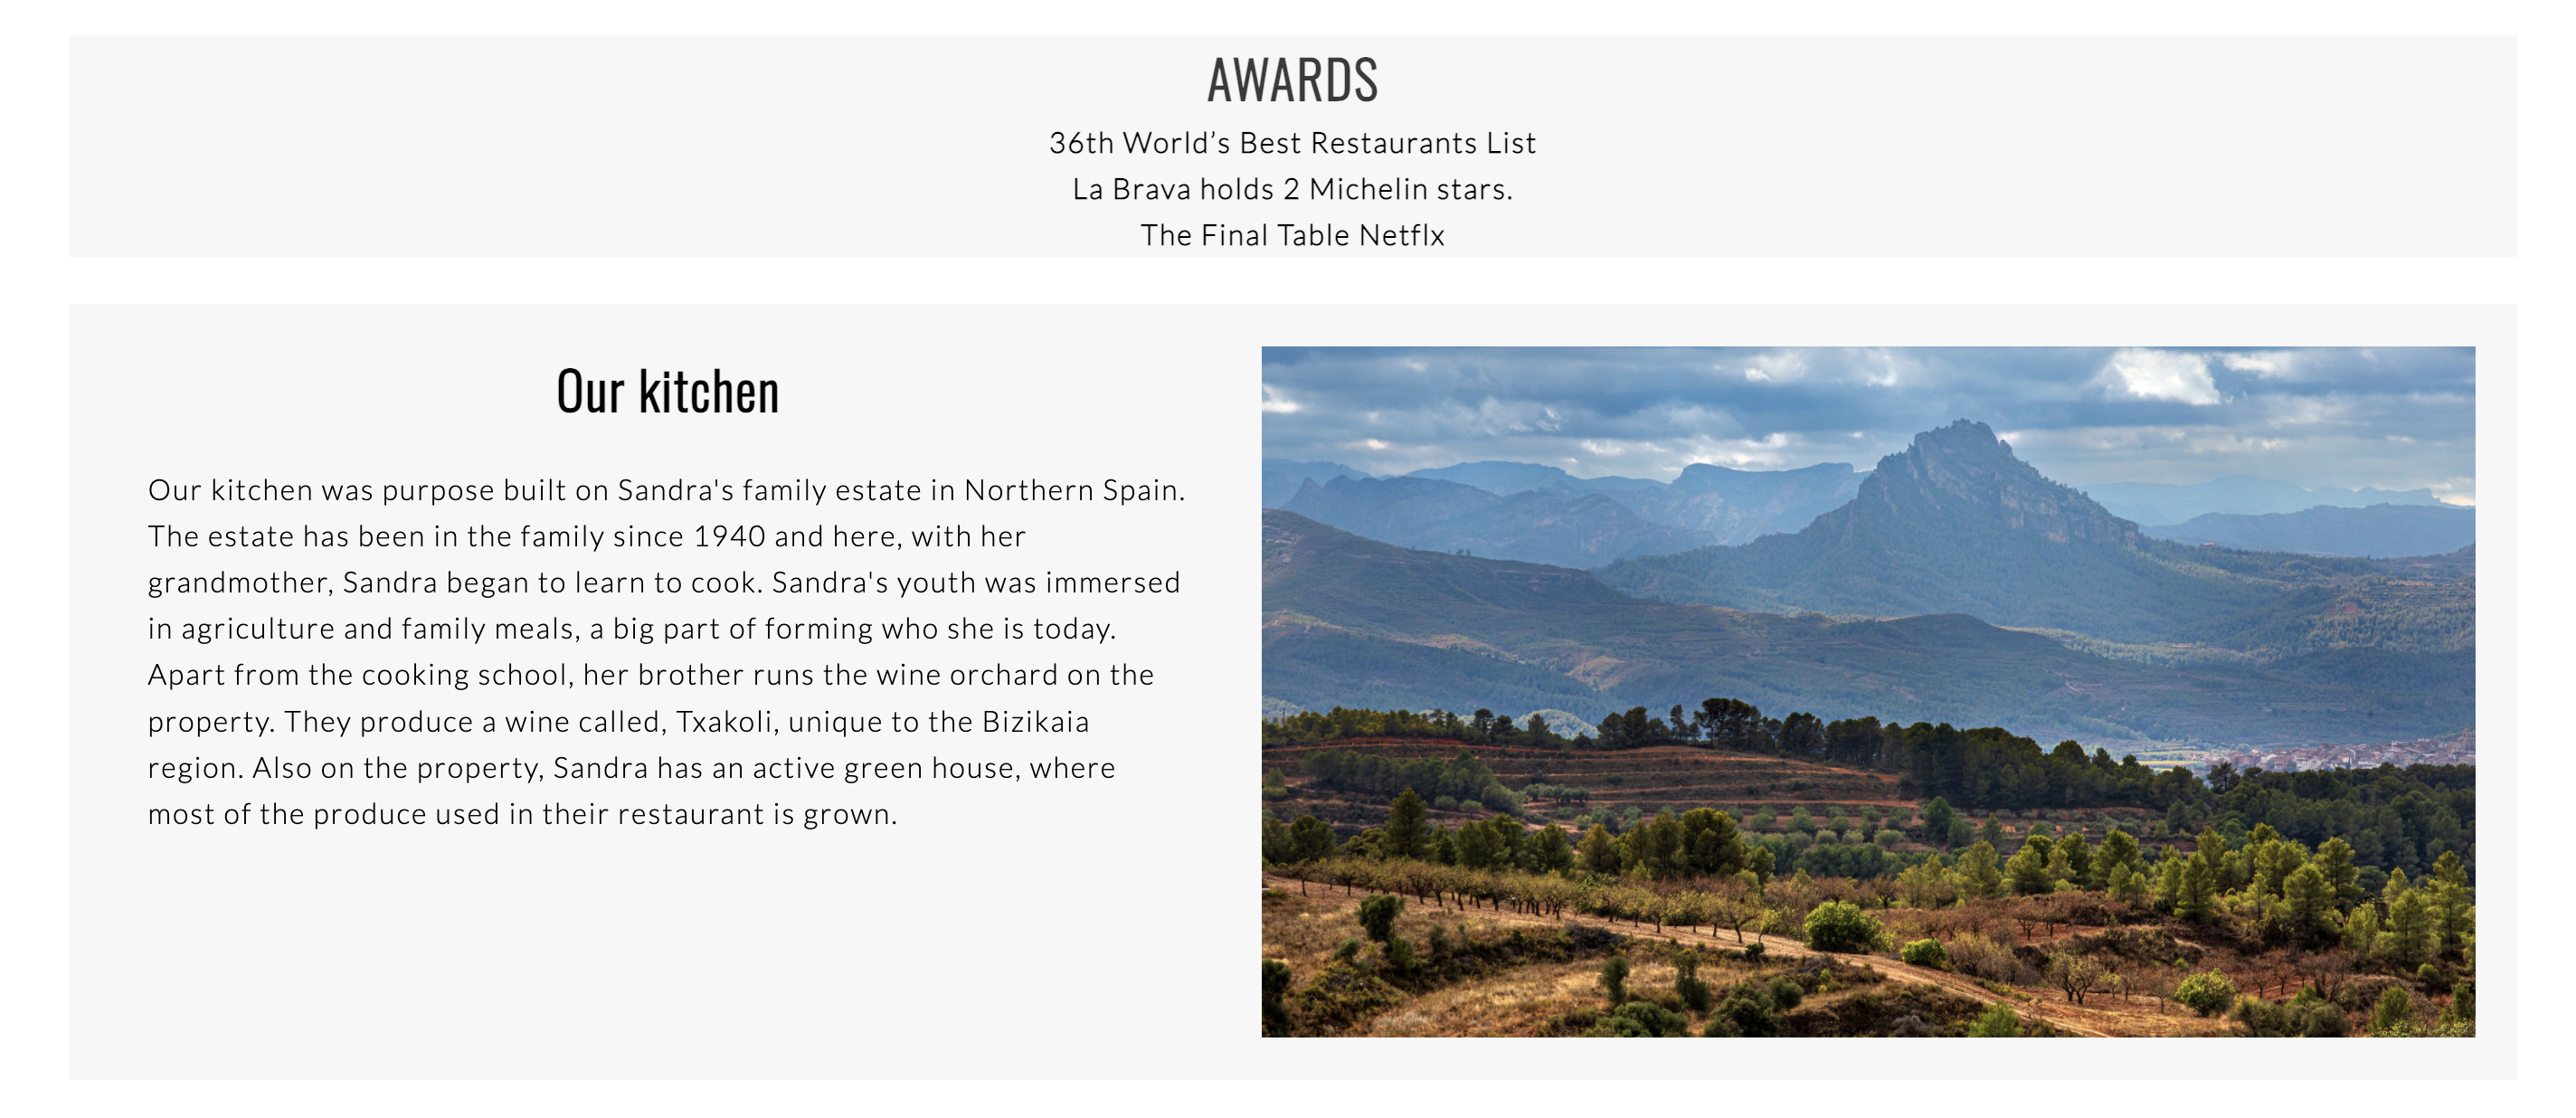 AWARDS
36th World’s Best Restaurants List
La Brava holds 2 Michelin stars.
The Final Table Netflx
Our kitchen
Our kitchen was purpose built on Sandra's family estate in Northern Spain.
The estate has been in the family since 1940 and here, with her
grandmother, Sandra began to learn to cook. Sandra's youth was immersed
in agriculture and family meals, a big part of forming who she is today.
Apart from the cooking school, her brother runs the wine orchard on the
property. They produce a wine called, Txakoli, unique to the Bizikaia
region. Also on the property, Sandra has an active green house, where
most of the produce used in their restaurant is grown.